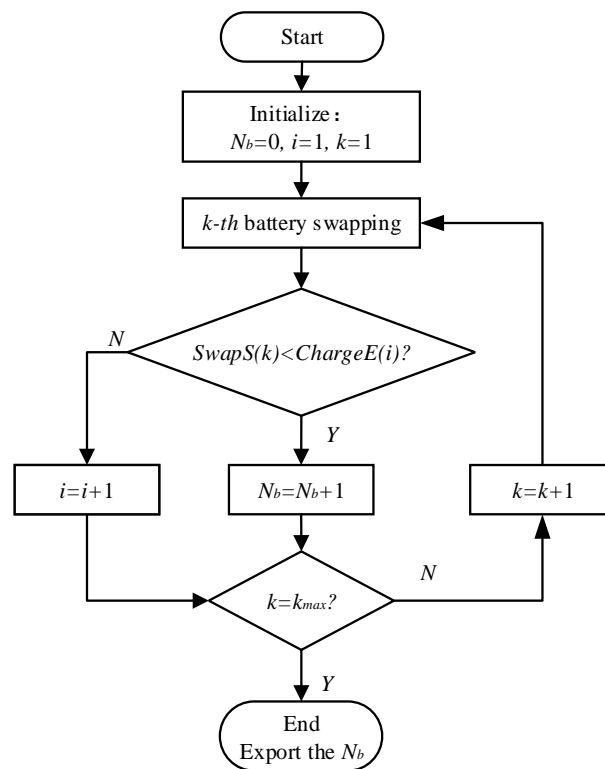 Start
Initialize：
Nb=0, i=1, k=1
k-th battery swapping
N
SwapS(k)<ChargeE(i)?
Y
i=i+1
Nb=Nb+1
k=k+1
k=kmax?
N
Y
End
Export the Nb